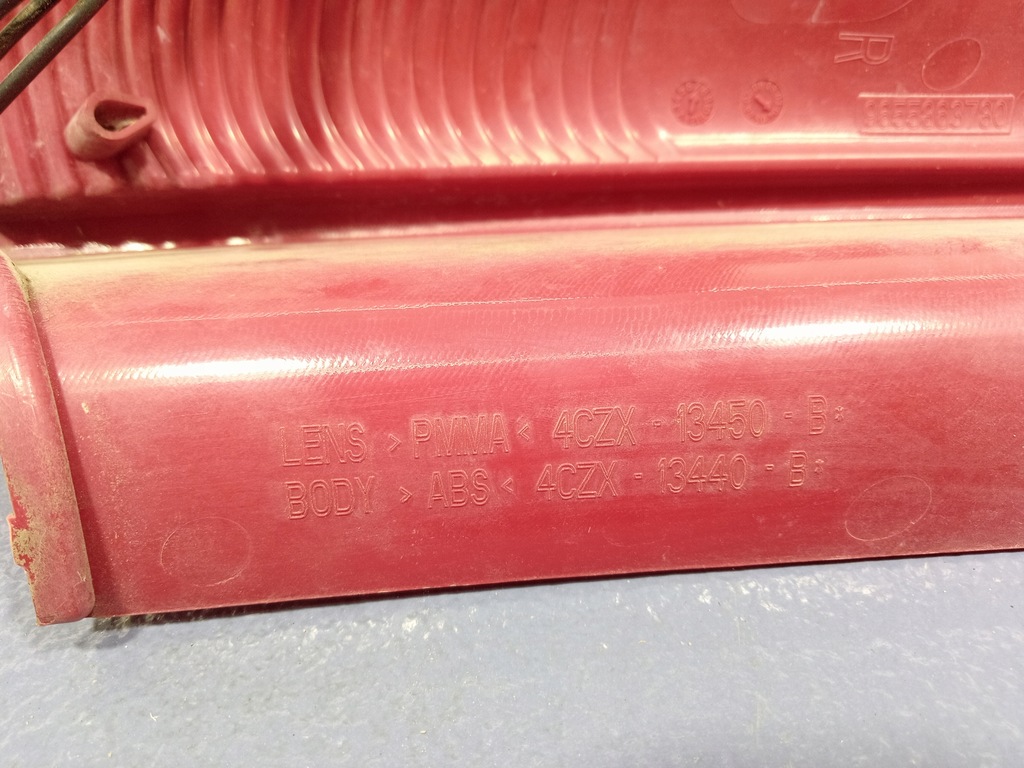 R
LENS >PMMA< 4CZX-13450-B
BODY >ABS< 4CZX-13440-B